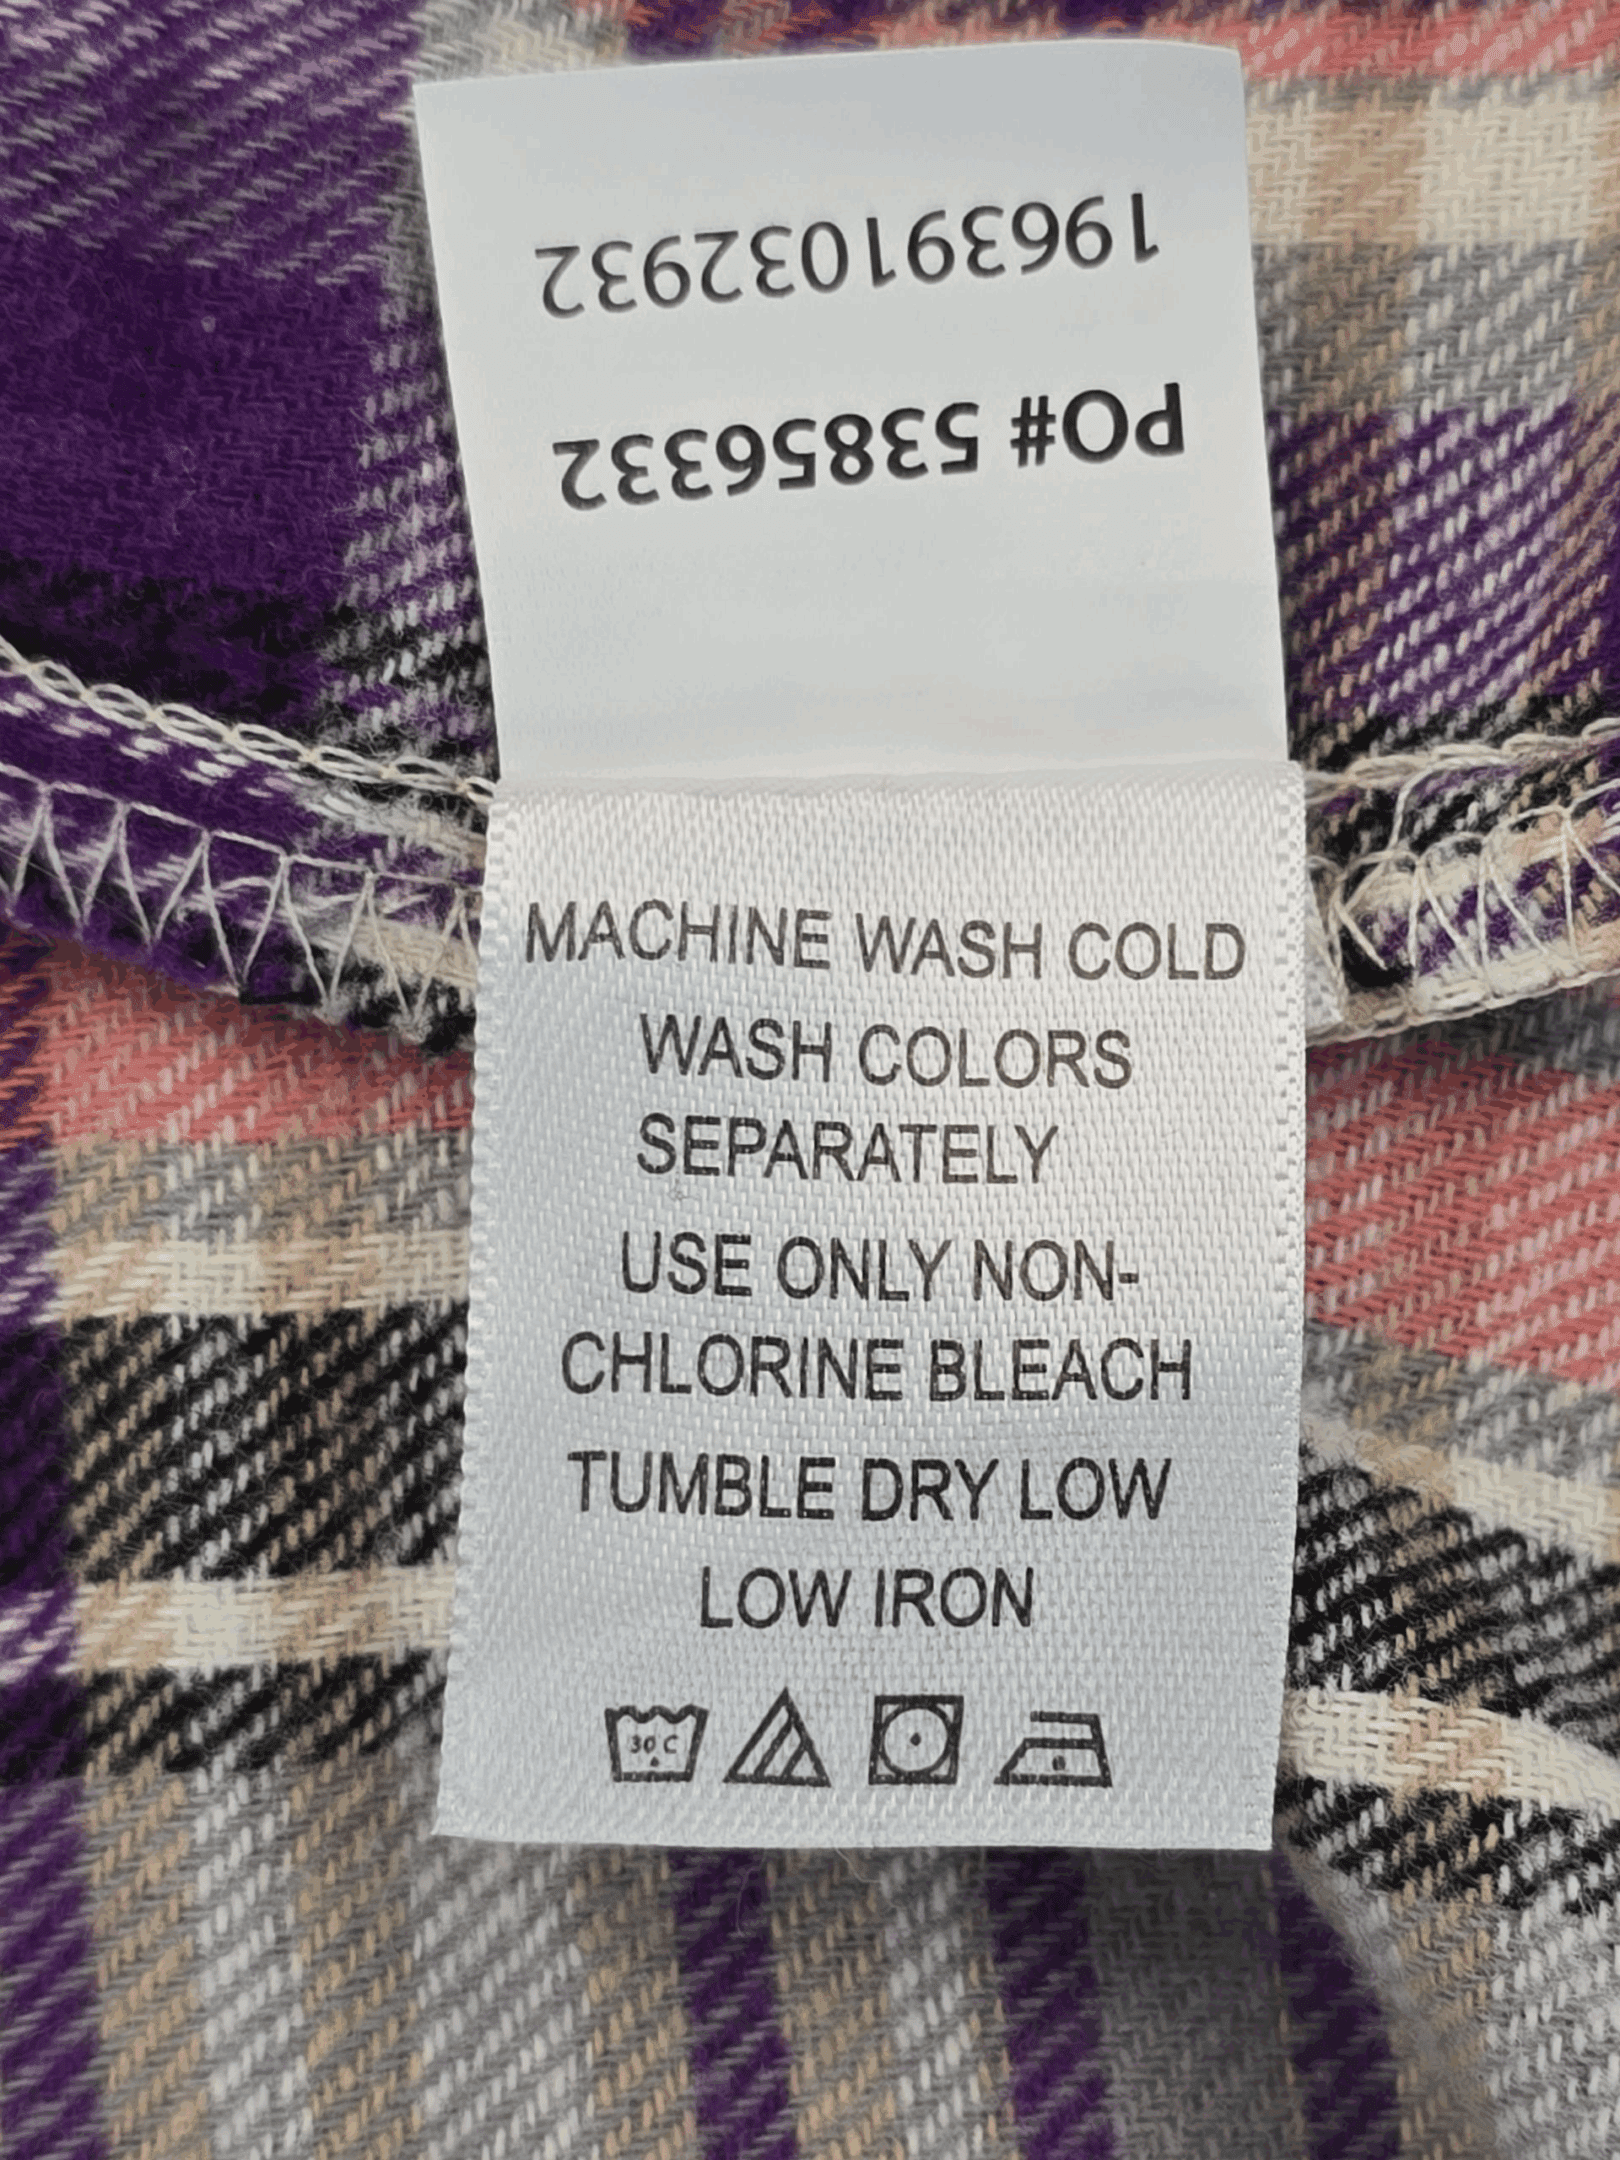 196391032932
PO# 53856332
MACHINE WASH COLD
WASH COLORS
SEPARATELY
USE ONLY NON-
CHLORINE BLEACH
TUMBLE DRY LOW
LOW IRON
30 C